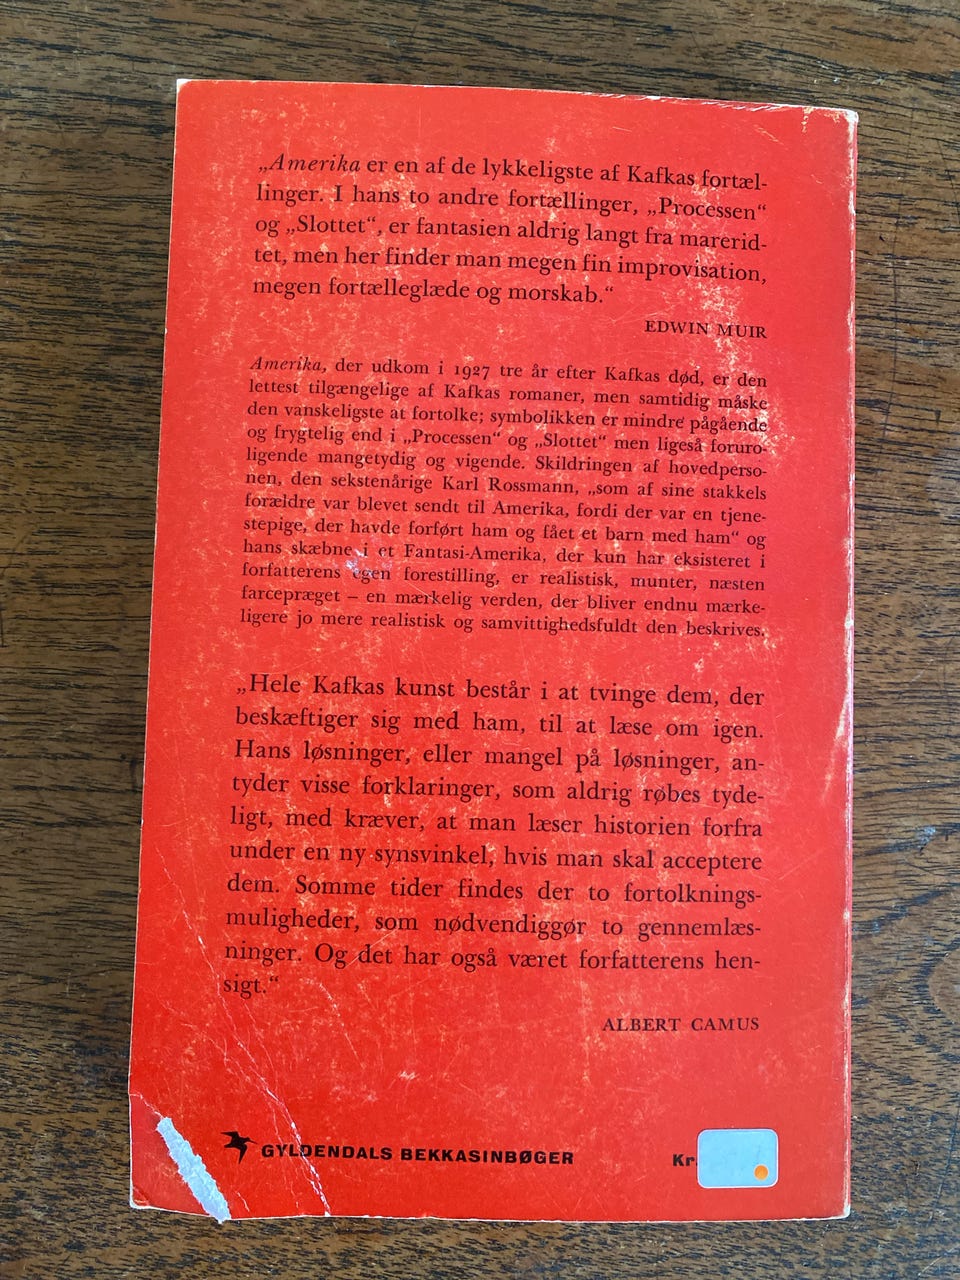 „Amerika er en af de lykkeligste af Kafkas fortæl-
linger. I hans to andre fortællinger, „Processen“
og „Slottet“, er fantasien aldrig langt fra marerid-
tet, men her finder man megen fin improvisation,
megen fortælleglæde og morskab.“
EDWIN MUIR
Amerika, der udkom i 1927 tre år efter Kafkas død, er den
lettest tilgængelige af Kafkas romaner, men samtidig måske
den vanskeligste at fortolke; symbolikken er mindre pågående
og frygtelig end i „Processen“ og „Slottet“ men ligeså foruro-
ligende mangetydig og vigende. Skildringen af hovedperso-
nen, den sekstenårige Karl Rossmann, „som af sine stakkels
forældre var blevet sendt til Amerika, fordi der var en tjene-
stepige, der havde forført ham og fået et barn med ham“ og
hans skæbne i et Fantasi-Amerika, der kun har eksisteret i
forfatterens egen forestilling, er realistisk, munter, næsten
farcepræget – en mærkelig verden, der bliver endnu mærke-
ligere jo mere realistisk og samvittighedsfuldt den beskrives.
„Hele Kafkas kunst består i at tvinge dem, der
beskæftiger sig med ham, til at læse om igen.
Hans løsninger, eller mangel på løsninger, an-
tyder visse forklaringer, som aldrig røbes tyde-
ligt, med kræver, at man læser historien forfra
under en ny synsvinkel, hvis man skal acceptere
dem. Somme tider findes der to fortolknings-
muligheder, som nødvendiggør to gennemlæs-
ninger. Og det har også været forfatterens hen-
sigt.“
ALBERT CAMUS
GYLDENDALS BEKKASINBØGER
Kr.